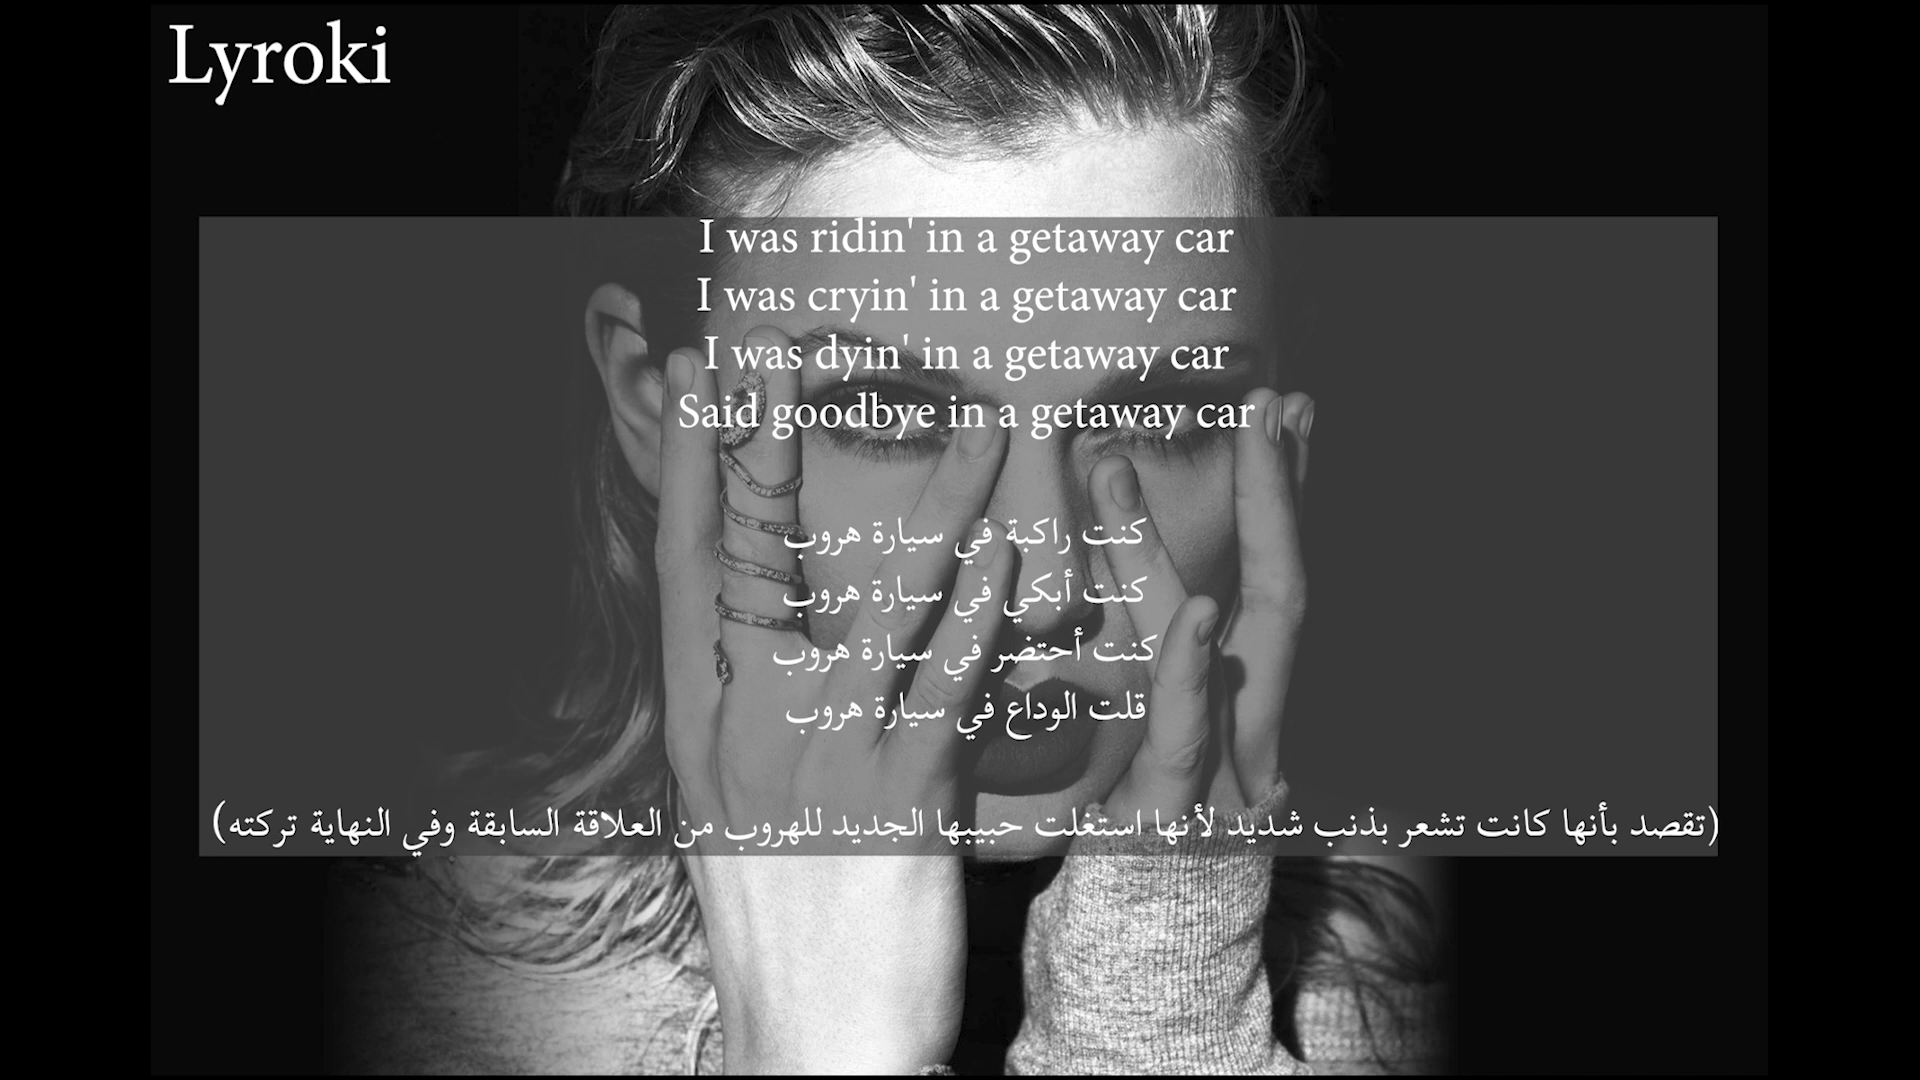 Lyroki
I was ridin' in a getaway car
I was cryin' in a getaway car
I was dyin' in a getaway car
Said goodbye in a getaway car
كنت راكبة في سيارة هروب
كنت أبكي في سيارة هروب
كنت أحتضر في سيارة هروب
قلت الوداع في سيارة هروب
(تقصد بأنها كانت تشعر بذنب شديد لأنها استغلت حبيبها الجديد للهروب من العلاقة السابقة وفي النهاية تركته)